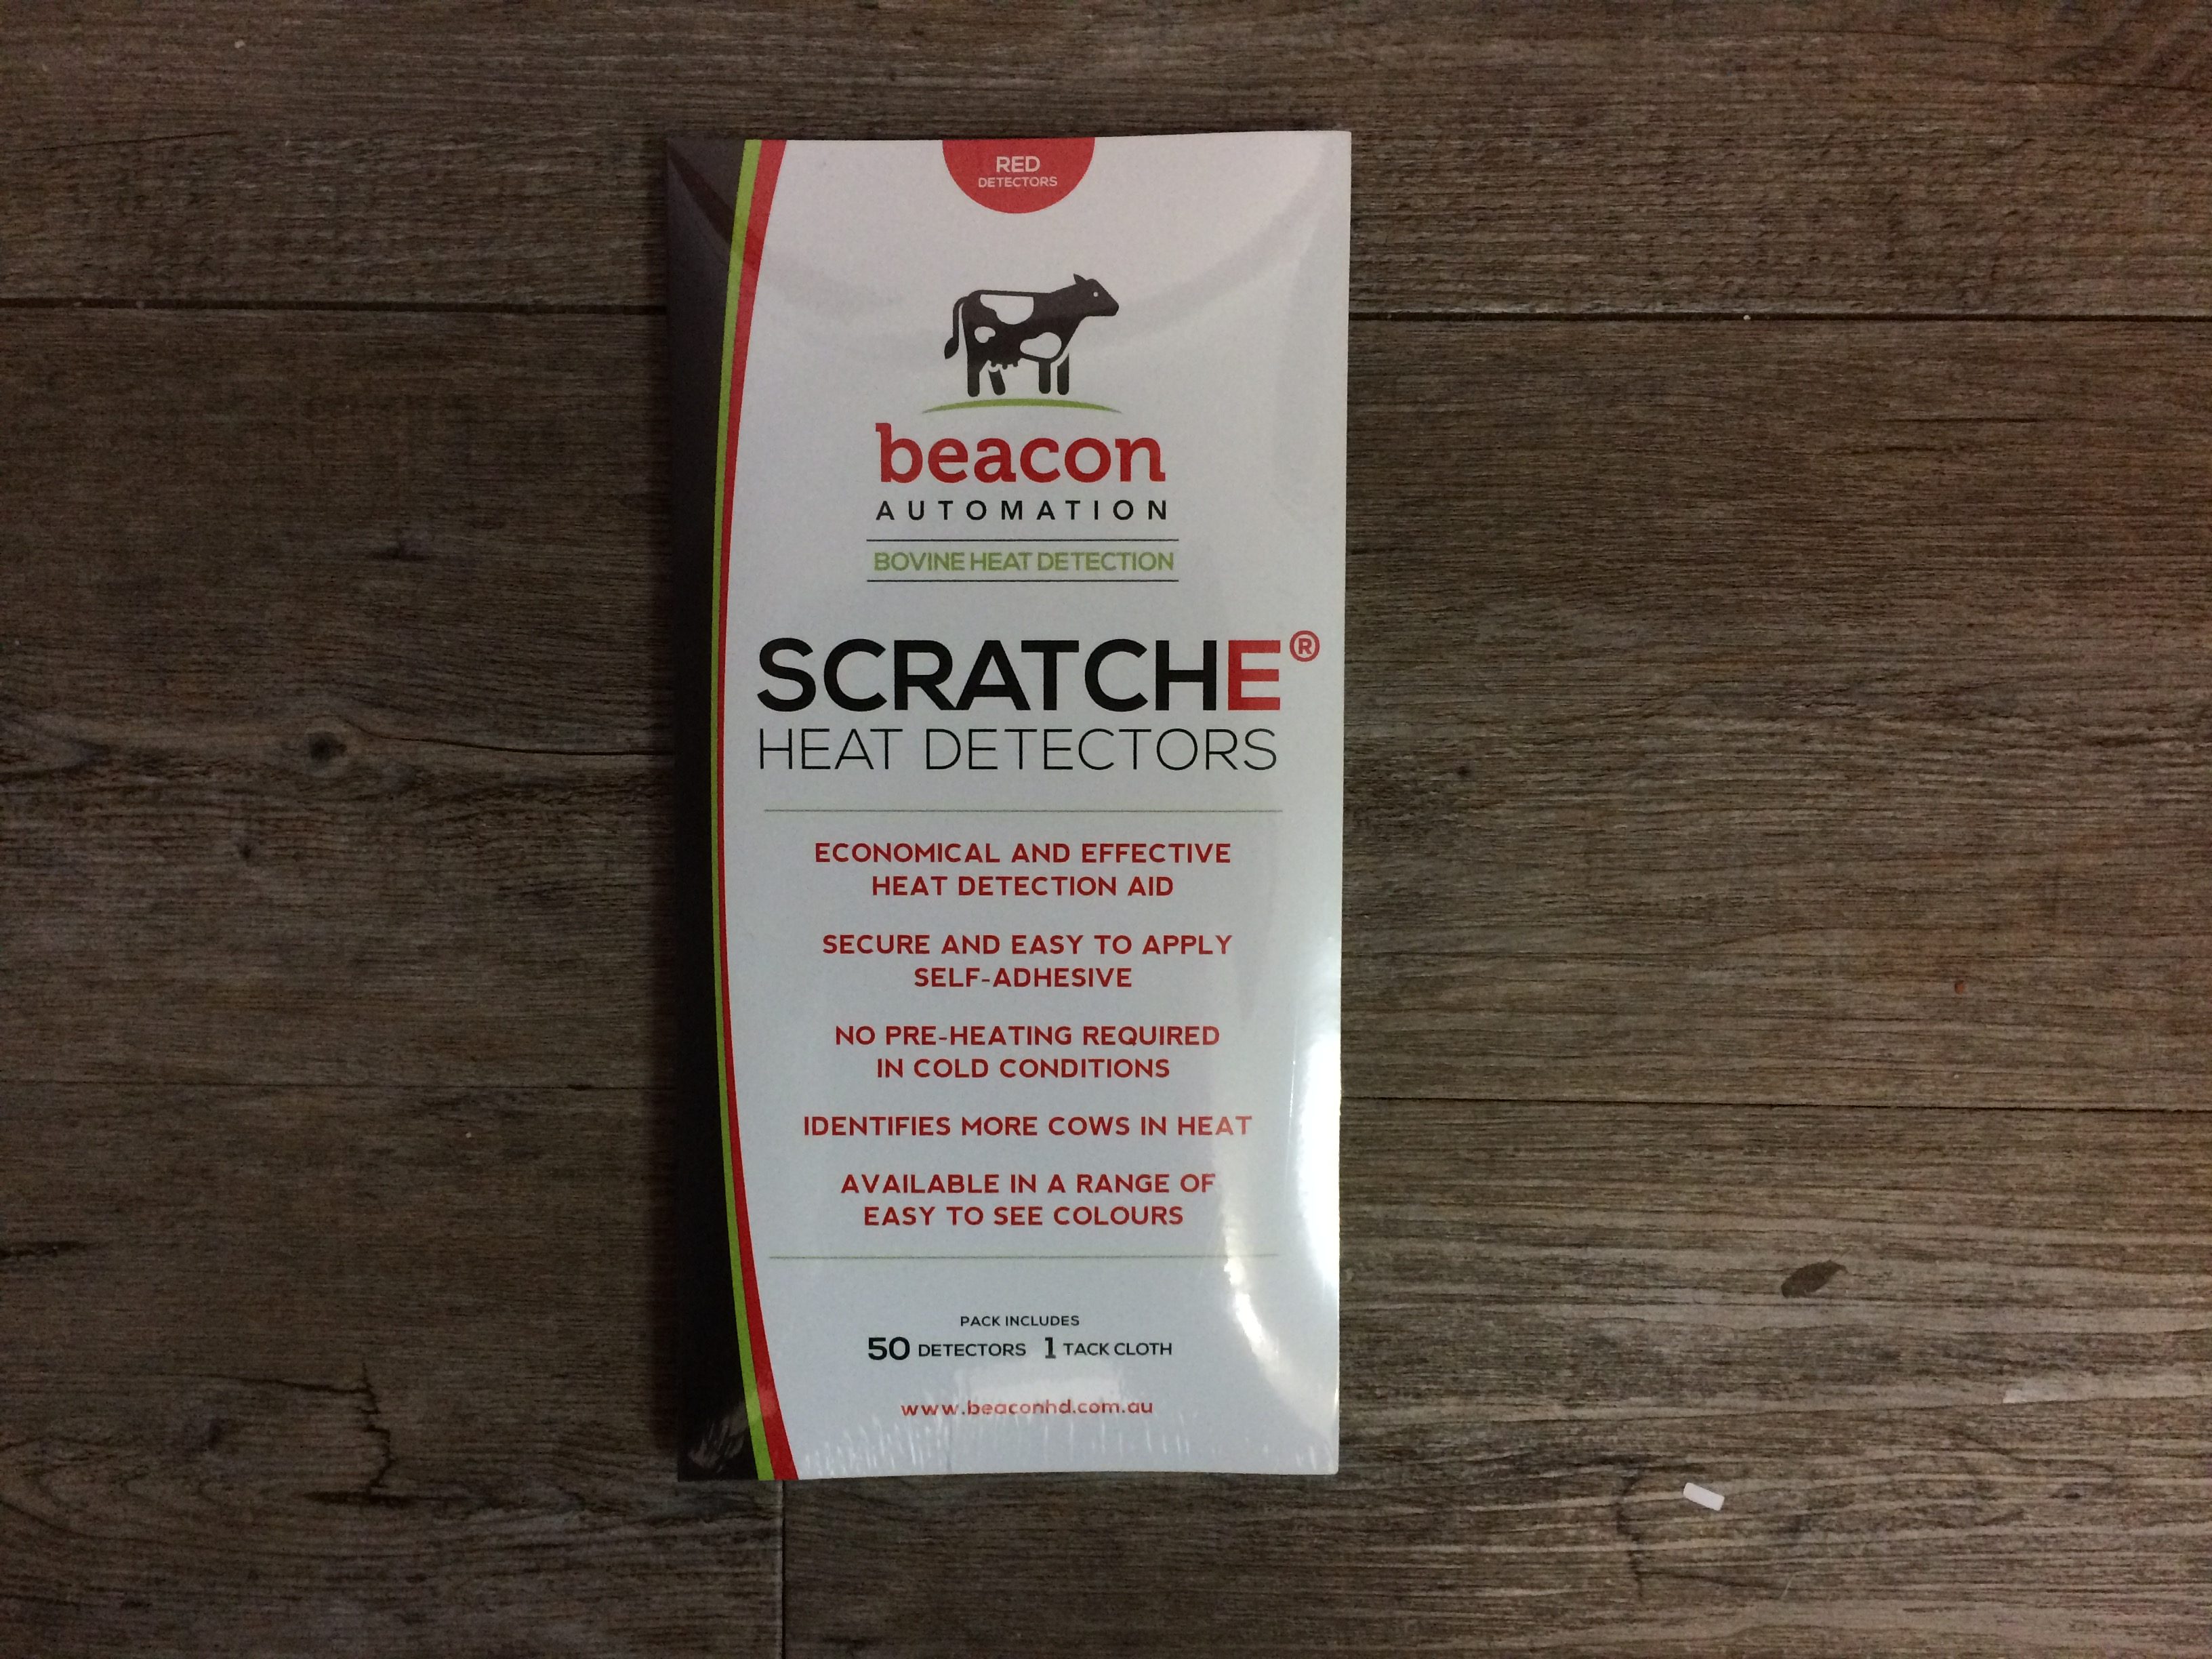 RED
DETECTORS
beacon
AUTOMATION
BOVINE HEAT DETECTION
SCRATCHE®
HEAT DETECTORS
ECONOMICAL AND EFFECTIVE
HEAT DETECTION AID
SECURE AND EASY TO APPLY
SELF-ADHESIVE
NO PRE-HEATING REQUIRED
IN COLD CONDITIONS
IDENTIFIES MORE COWS IN HEAT
AVAILABLE IN A RANGE OF
EASY TO SEE COLOURS
PACK INCLUDES
50 DETECTORS 1 TACK CLOTH
www.beaconhd.com.au